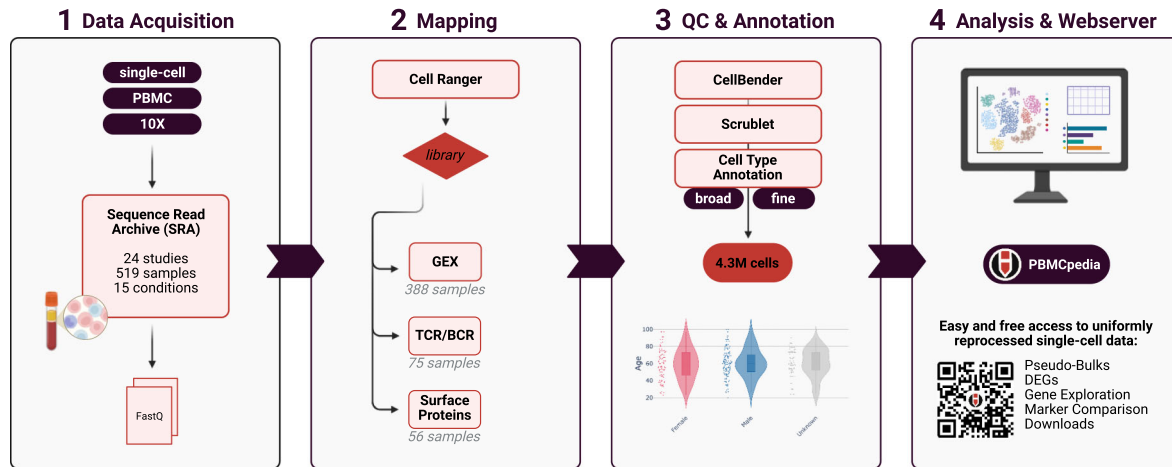 1 Data Acquisition
single-cell
PBMC
10X
Sequence Read
Archive (SRA)
24 studies
519 samples
15 conditions
FastQ
2 Mapping
Cell Ranger
library
GEX
388 samples
TCR/BCR
75 samples
Surface
Proteins
56 samples
3 QC & Annotation
CellBender
Scrublet
Cell Type
Annotation
broad
fine
4.3M cells
Age
100
80
60
40
20
Female
Male
Unknown
4 Analysis & Webserver
PBMCpedia
Easy and free access to uniformly
reprocessed single-cell data:
Pseudo-Bulks
DEGs
Gene Exploration
Marker Comparison
Downloads